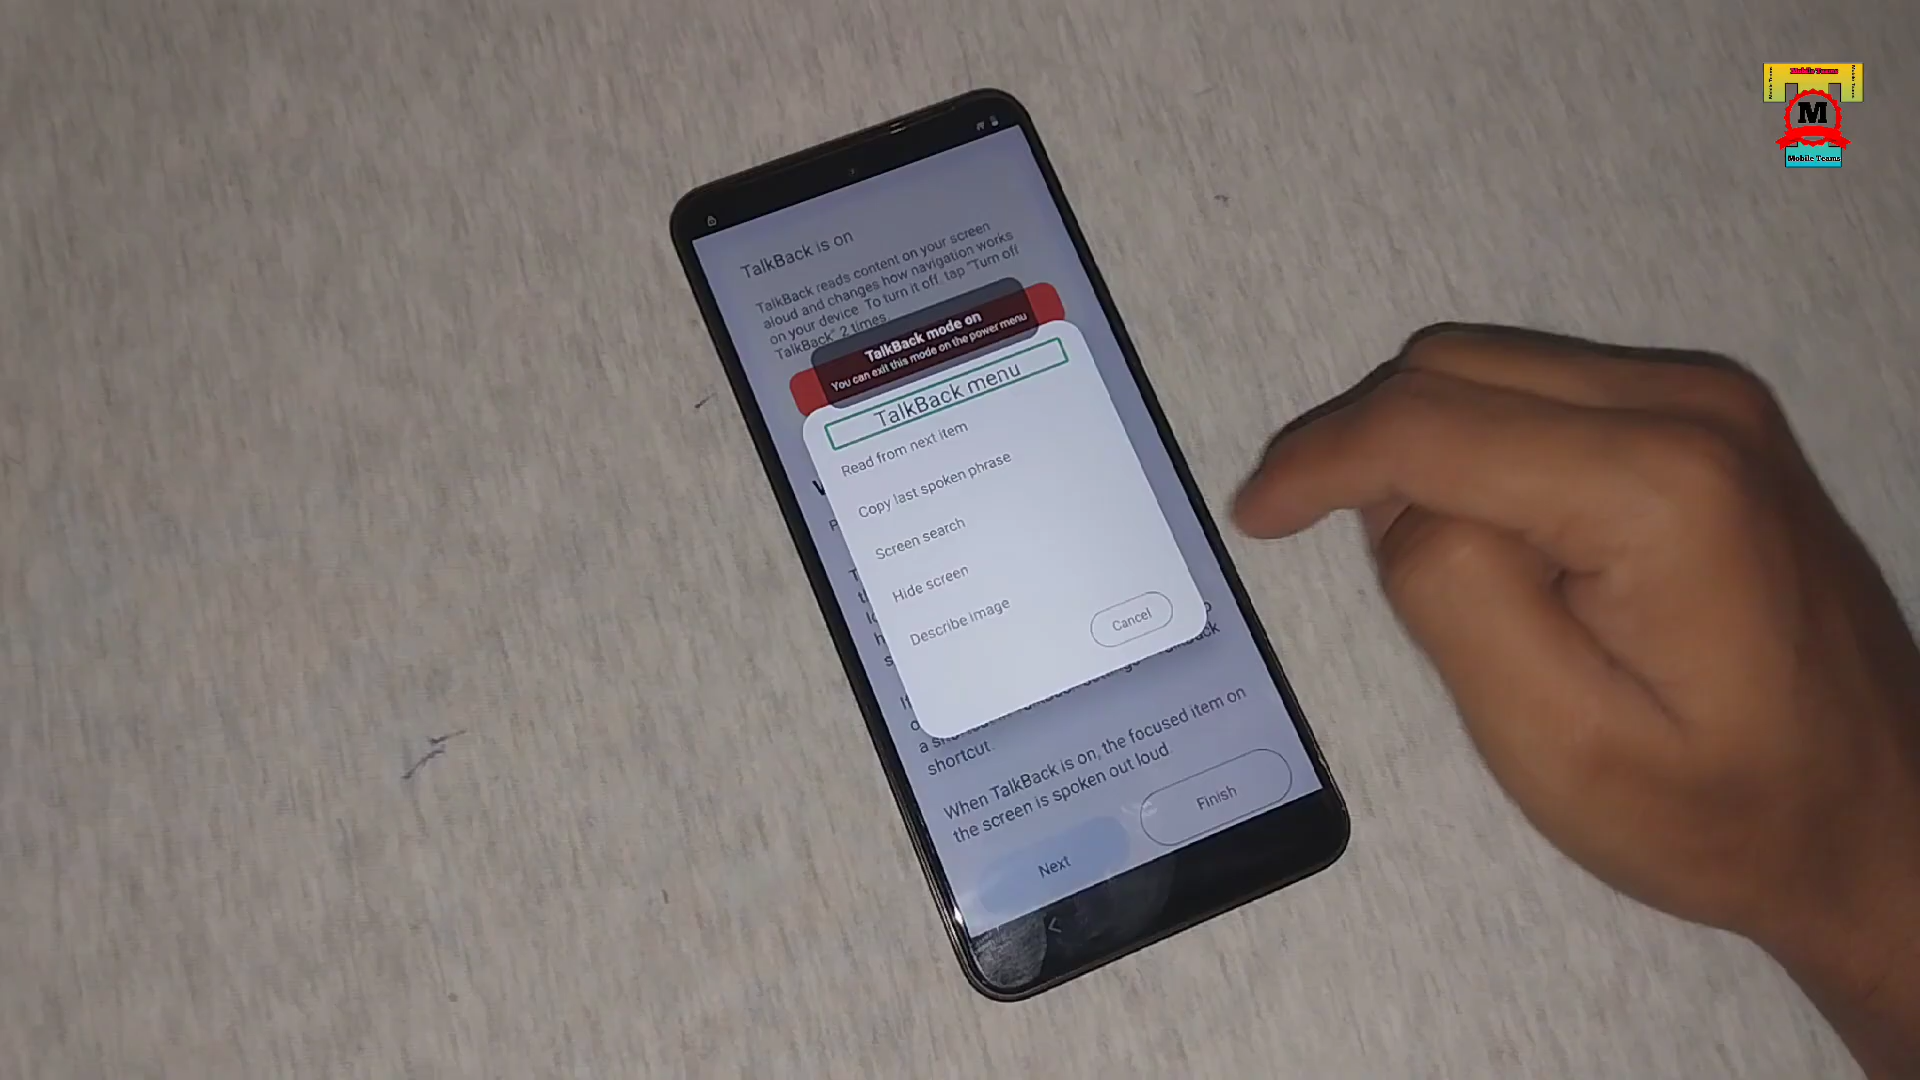 Mobile Teams
M
Mobile Teams
TalkBack is on
TalkBack reads content on your screen
aloud and changes how navigation works
on your device. To turn it off, tap "Turn off
TalkBack" 2 times.
TalkBack mode on
You can exit this mode on the power menu
TalkBack menu
Read from next item
Copy last spoken phrase
Screen search
Hide screen
Describe image
Cancel
a
shortcut.
When TalkBack is on, the focused item on
the screen is spoken out loud
Finish
Next